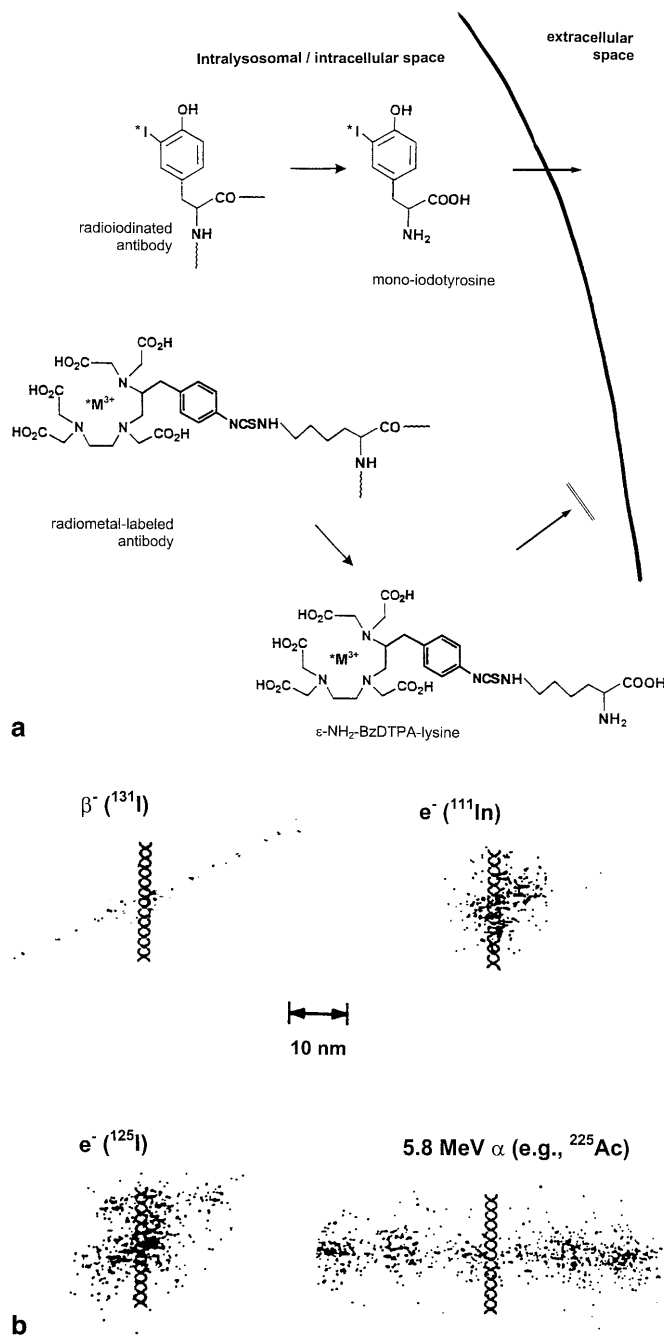 Intralysosomal / intracellular space
extracellular
space
OH
*I
CO
NH
radioiodinated
antibody
OH
*I
COOH
NH₂
mono-iodotyrosine
CO₂H
HO₂C
N
HO₂C
*M³⁺
N
N
HO₂C
CO₂H
NCSNH
CO
NH
radiometal-labeled
antibody
CO₂H
HO₂C
N
HO₂C
*M³⁺
N
N
HO₂C
CO₂H
NCSNH
COOH
NH₂
ε-NH₂-BzDTPA-lysine
a
β⁻ (¹³¹I)
e⁻ (¹¹¹In)
10 nm
e⁻ (¹²⁵I)
5.8 MeV α (e.g., ²²⁵Ac)
b